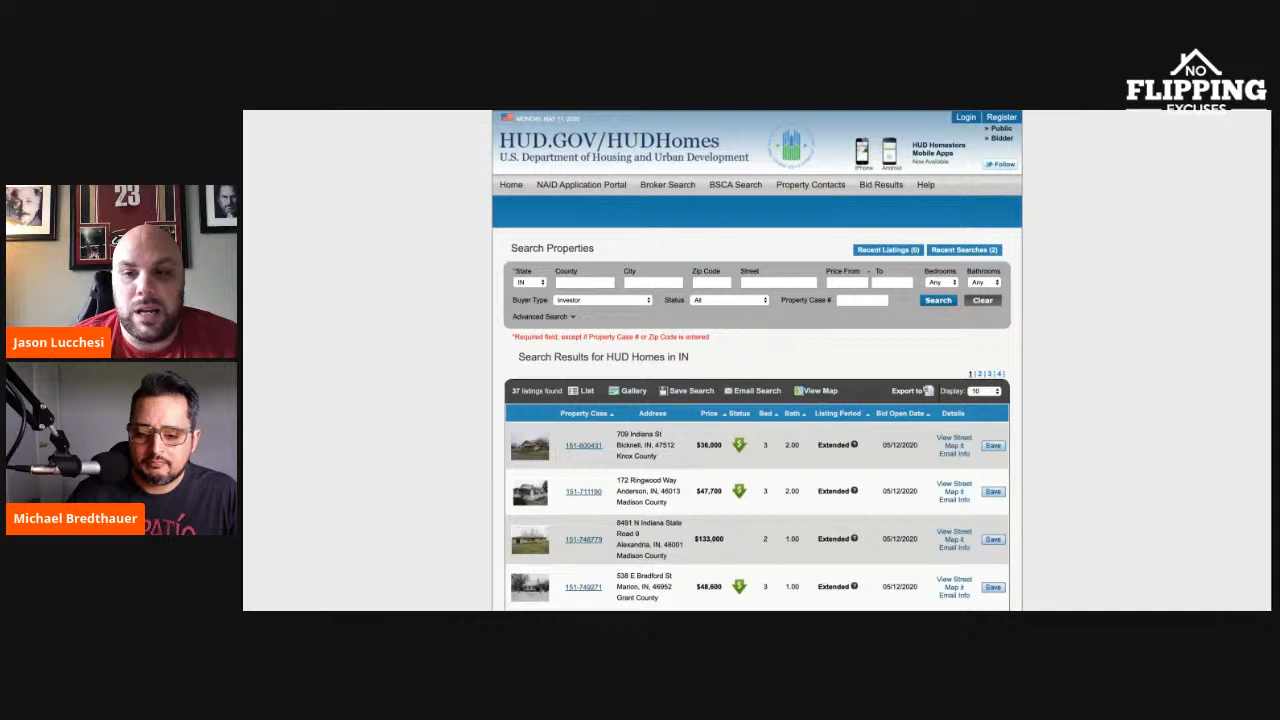 NO
FLIPPING
EXCUSES
23
Jason Lucchesi
Michael Bredthauer
MONDAY, MAY 11, 2020
Login Register
HUD.GOV/HUDHomes
U.S. Department of Housing and Urban Development
iPhone Android
HUD Homestore
Mobile Apps
Now Available
» Public
» Bidder
Follow
Home NAID Application Portal Broker Search BSCA Search Property Contacts Bid Results Help
Search Properties
Recent Listings (0) Recent Searches (2)
*State County City Zip Code Street Price From - To Bedrooms Bathrooms
IN Any Any
Buyer Type Investor Status All Property Case # Search Clear
Advanced Search
*Required field, except if Property Case # or Zip Code is entered
Search Results for HUD Homes in IN
1 | 2 | 3 | 4 |
37 listings found List Gallery Save Search Email Search View Map Export to Display: 10
Property Case Address Price Status Bed Bath Listing Period Bid Open Date Details
151-600431 709 Indiana St $36,000 $ 3 2.00 Extended 05/12/2020 View Street Save
Bicknell, IN, 47512 Map it
Knox County Email Info
151-711190 172 Ringwood Way $47,700 $ 3 2.00 Extended 05/12/2020 View Street Save
Anderson, IN, 46013 Map it
Madison County Email Info
151-746779 8491 N Indiana State $133,000 2 1.00 Extended 05/12/2020 View Street Save
Road 9 Map it
Alexandria, IN, 46001 Email Info
Madison County
151-749271 538 E Bradford St $48,600 $ 3 1.00 Extended 05/12/2020 View Street Save
Marion, IN, 46952 Map it
Grant County Email Info